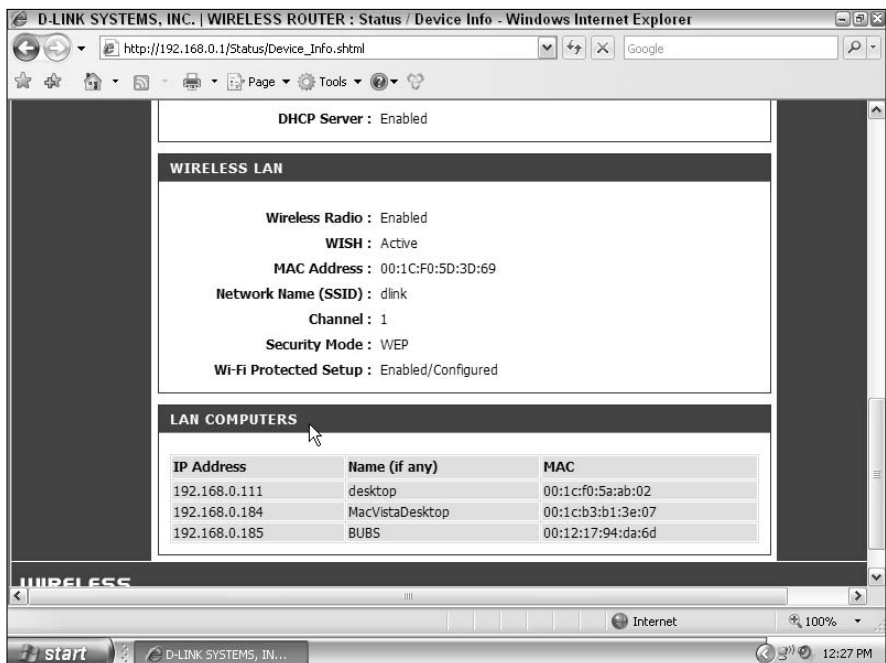 D-LINK SYSTEMS, INC. | WIRELESS ROUTER : Status / Device Info - Windows Internet Explorer
http://192.168.0.1/Status/Device_Info.shtml
Google
Page Tools
DHCP Server : Enabled
WIRELESS LAN
Wireless Radio : Enabled
WISH : Active
MAC Address : 00:1C:F0:5D:3D:69
Network Name (SSID) : dlink
Channel : 1
Security Mode : WEP
Wi-Fi Protected Setup : Enabled/Configured
LAN COMPUTERS
IP Address Name (if any) MAC
192.168.0.111 desktop 00:1c:f0:5a:ab:02
192.168.0.184 MacVistaDesktop 00:1c:b3:b1:3e:07
192.168.0.185 BUBS 00:12:17:94:da:6d
WIRELESS
Internet 100%
start D-LINK SYSTEMS, IN... 12:27 PM